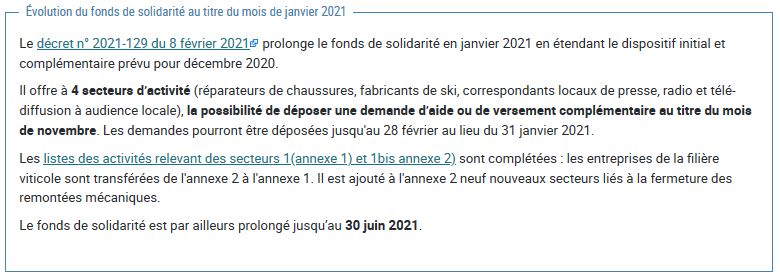 Évolution du fonds de solidarité au titre du mois de janvier 2021
Le décret n° 2021-129 du 8 février 2021 prolonge le fonds de solidarité en janvier 2021 en étendant le dispositif initial et
complémentaire prévu pour décembre 2020.
Il offre à 4 secteurs d’activité (réparateurs de chaussures, fabricants de ski, correspondants locaux de presse, radio et télé-
diffusion à audience locale), la possibilité de déposer une demande d’aide ou de versement complémentaire au titre du mois
de novembre. Les demandes pourront être déposées jusqu'au 28 février au lieu du 31 janvier 2021.
Les listes des activités relevant des secteurs 1(annexe 1) et 1bis annexe 2) sont complétées : les entreprises de la filière
viticole sont transférées de l'annexe 2 à l'annexe 1. Il est ajouté à l'annexe 2 neuf nouveaux secteurs liés à la fermeture des
remontées mécaniques.
Le fonds de solidarité est par ailleurs prolongé jusqu’au 30 juin 2021.